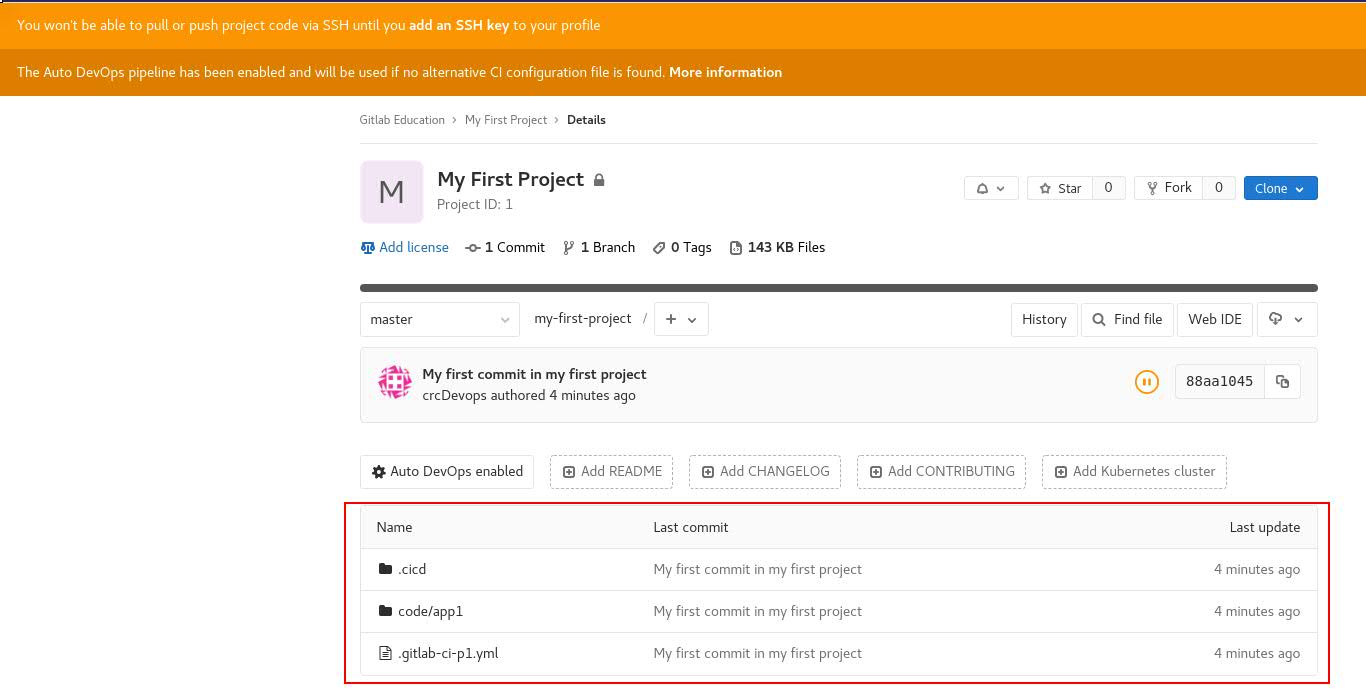 You won't be able to pull or push project code via SSH until you add an SSH key to your profile
The Auto DevOps pipeline has been enabled and will be used if no alternative CI configuration file is found. More information
Gitlab Education › My First Project › Details
M
My First Project
Project ID: 1
Star 0 Fork 0 Clone
Add license 1 Commit 1 Branch 0 Tags 143 KB Files
master my-first-project / + History Find file Web IDE
My first commit in my first project
crcDevops authored 4 minutes ago
88aa1045
Auto DevOps enabled Add README Add CHANGELOG Add CONTRIBUTING Add Kubernetes cluster
Name Last commit Last update
.cicd My first commit in my first project 4 minutes ago
code/app1 My first commit in my first project 4 minutes ago
.gitlab-ci-p1.yml My first commit in my first project 4 minutes ago